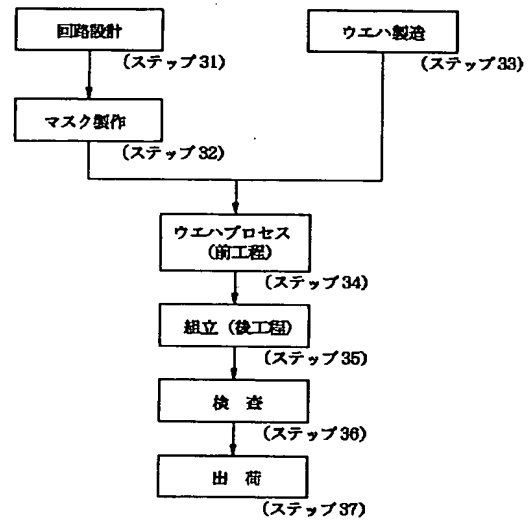 回路設計
(ステップ31)
ウエハ製造
(ステップ33)
マスク製作
(ステップ32)
ウエハプロセス
(前工程)
(ステップ34)
組立(後工程)
(ステップ35)
検 査
(ステップ36)
出 荷
(ステップ37)